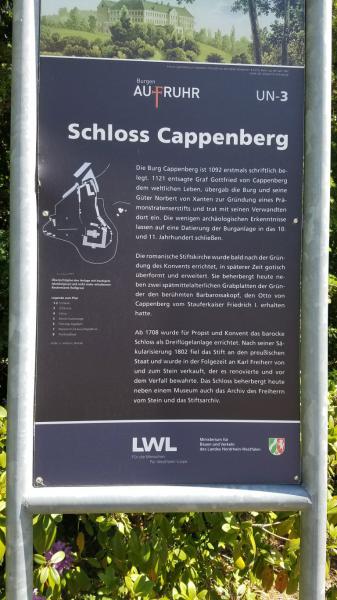 Burgen
AUFRUHR
UN-3
Schloss Cappenberg
Die Burg Cappenberg ist 1092 erstmals schriftlich be-
legt. 1121 entsagte Graf Gottfried von Cappenberg
dem weltlichen Leben, übergab die Burg und seine
Güter Norbert von Xanten zur Gründung eines Prä-
monstratenserstifts und trat mit seinen Verwandten
dort ein. Die wenigen archäologischen Erkenntnisse
lassen auf eine Datierung der Burganlage in das 10.
und 11. Jahrhundert schließen.
Die romanische Stiftskirche wurde bald nach der Grün-
dung des Konvents errichtet, in späterer Zeit gotisch
überformt und erweitert. Sie beherbergt heute ne-
ben zwei spätmittelalterlichen Grabplatten der Grün-
der den berühmten Barbarossakopf, den Otto von
Cappenberg vom Stauferkaiser Friedrich I. erhalten
hatte.
Ab 1708 wurde für Propst und Konvent das barocke
Schloss als Dreiflügelanlage errichtet. Nach seiner Sä-
kularisierung 1802 fiel das Stift an den preußischen
Staat und wurde in der Folgezeit an Karl Freiherr von
und zum Stein verkauft, der es renovierte und vor
dem Verfall bewahrte. Das Schloss beherbergt heute
neben einem Museum auch das Archiv des Freiherrn
vom Stein und das Stiftsarchiv.
Legende zum Plan
LWL
Für die Menschen.
Für Westfalen-Lippe.
Ministerium für
Bauen und Verkehr
des Landes Nordrhein-Westfalen